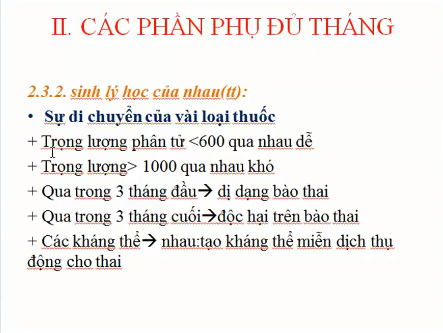 II. CÁC PHẦN PHỤ ĐỦ THÁNG
2.3.2. sinh lý học của nhau(tt):
• Sự di chuyển của vài loại thuốc
+ Trọng lượng phân tử <600 qua nhau dễ
+ Trọng lượng> 1000 qua nhau khó
+ Qua trong 3 tháng đầu→ dị dạng bào thai
+ Qua trong 3 tháng cuối→độc hại trên bào thai
+ Các kháng thể→ nhau:tạo kháng thể miễn dịch thụ
động cho thai